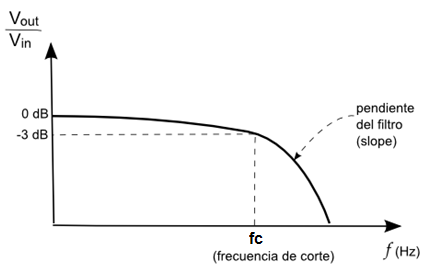 Vout
Vin
0 dB
-3 dB
pendiente
del filtro
(slope)
fc
(frecuencia de corte)
f (Hz)